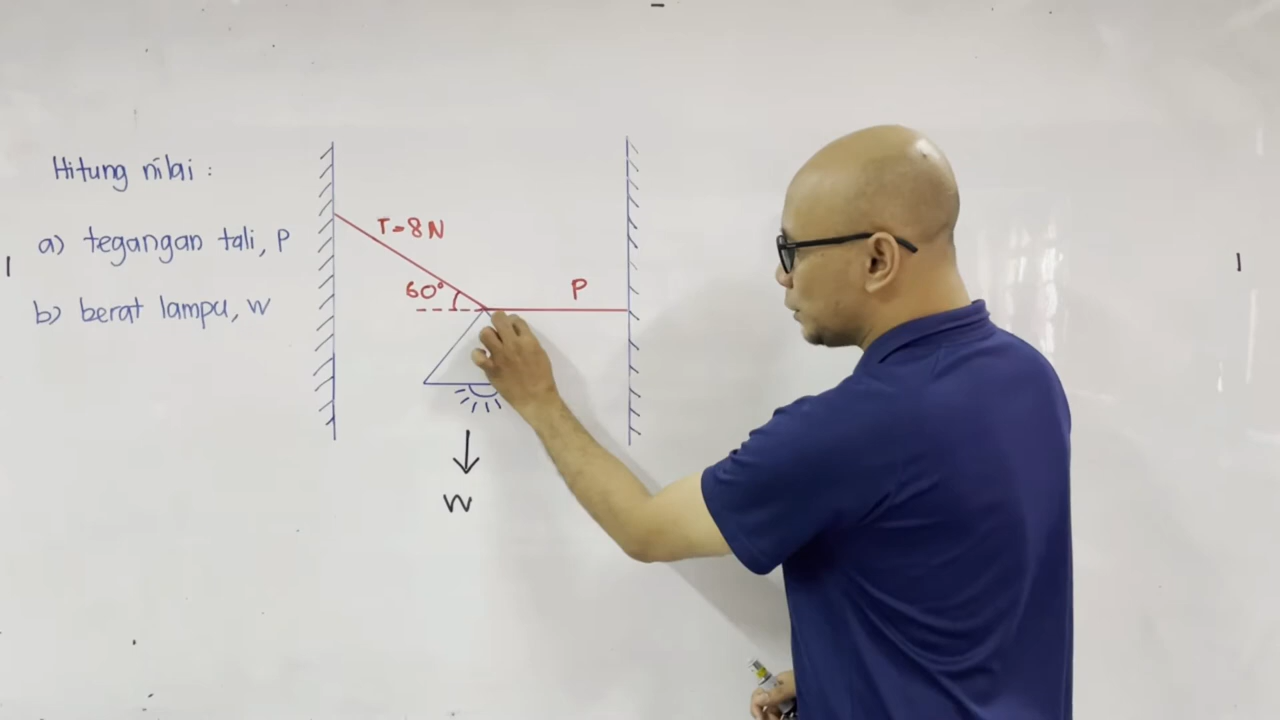 Hitung nilai :
a) tegangan tali, P
b) berat lampu, W
T=8N
60°
P
W